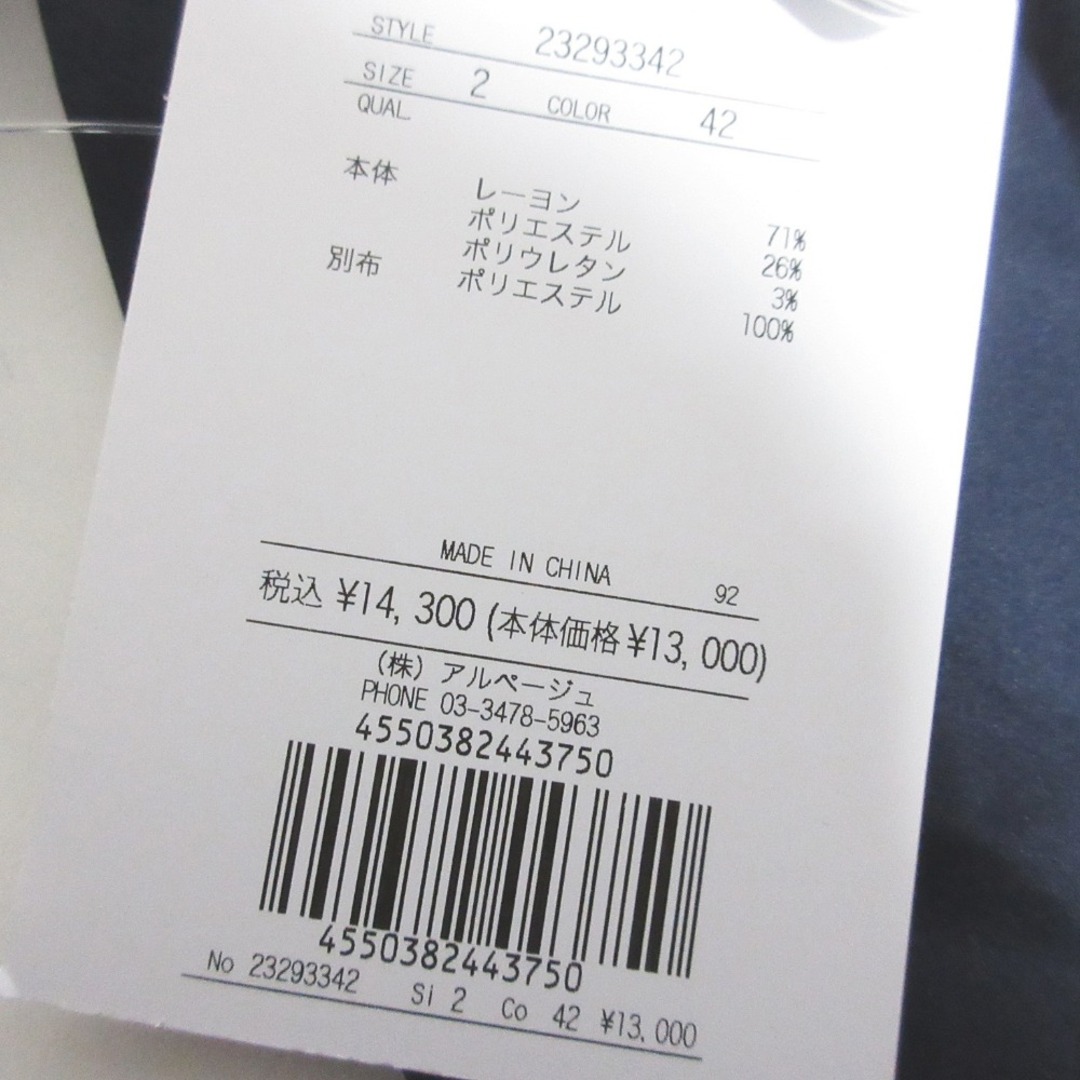 STYLE 23293342
SIZE 2 COLOR 42
QUAL
本体 レーヨン 71%
ポリエステル 26%
ポリウレタン 3%
別布 ポリエステル 100%
MADE IN CHINA 92
税込 ¥14,300(本体価格¥13,000)
(株) アルページュ
PHONE 03-3478-5963
4550382443750
4550382443750
No 23293342 Si 2 Co 42 ¥13,000